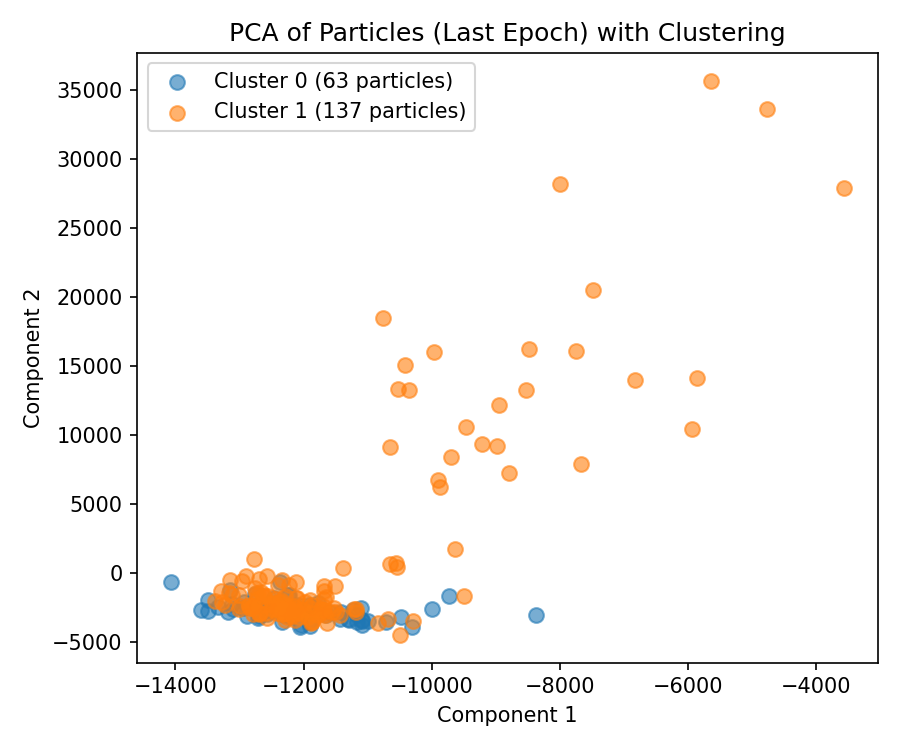 PCA of Particles (Last Epoch) with Clustering
Cluster 0 (63 particles)
Cluster 1 (137 particles)
35000
30000
25000
20000
15000
10000
5000
0
−5000
Component 2
−14000 −12000 −10000 −8000 −6000 −4000
Component 1